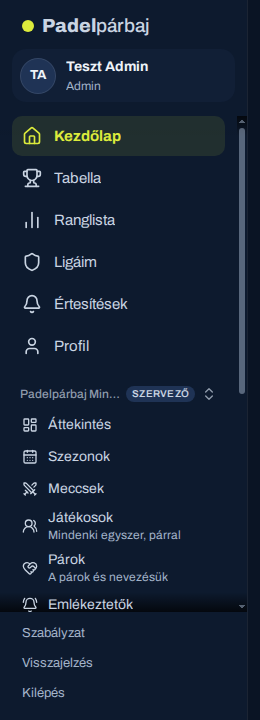 Padelpárbaj
TA
Teszt Admin
Admin
Kezdőlap
Tabella
Ranglista
Ligáim
Értesítések
Profil
Padelpárbaj Min... SZERVEZŐ
Áttekintés
Szezonok
Meccsek
Játékosok
Mindenki egyszer, párral
Párok
A párok és nevezésük
Emlékeztetők
Szabályzat
Visszajelzés
Kilépés